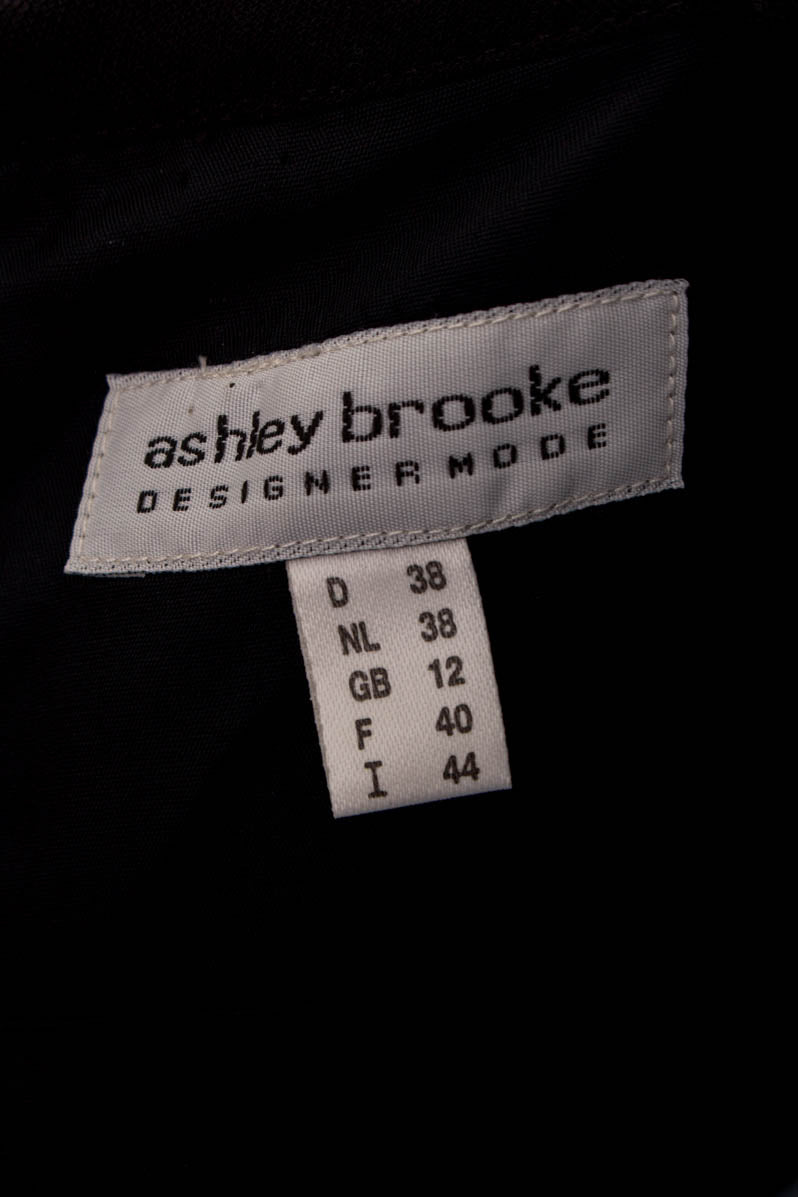 ashley brooke
DESIGNER MODE
D 38
NL 38
GB 12
F 40
I 44